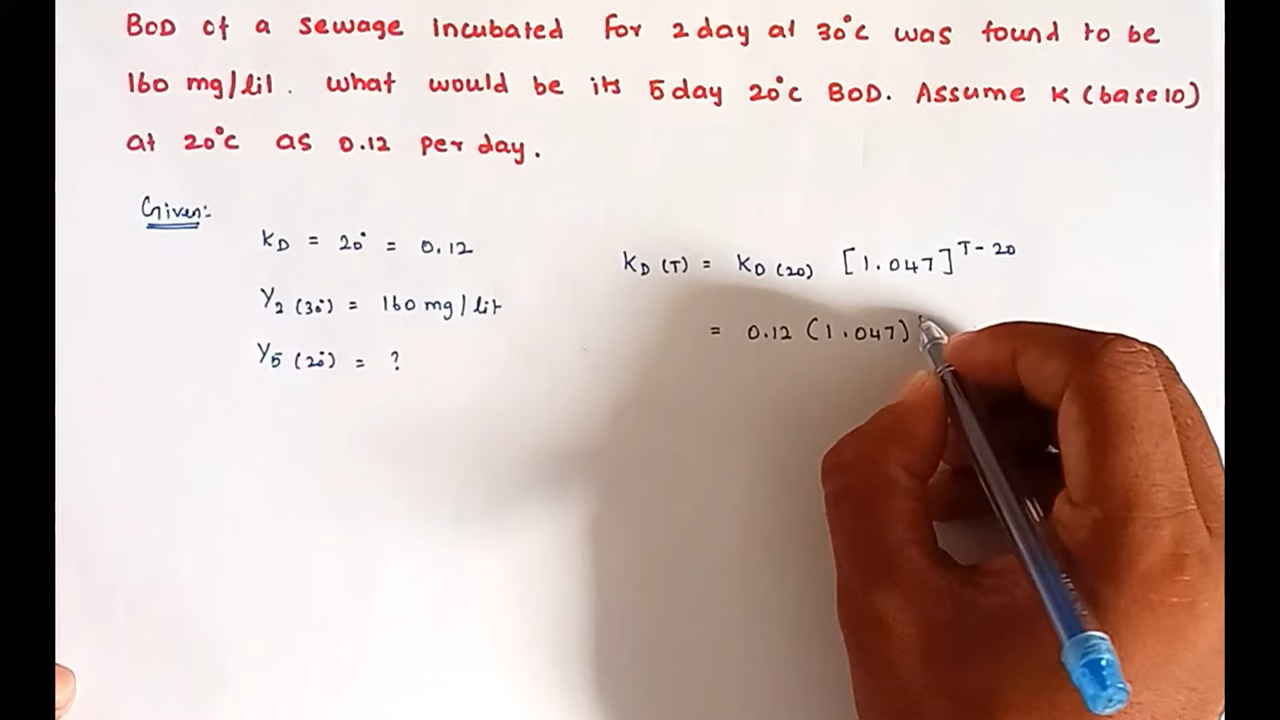 BOD of a sewage incubated for 2 day at 30°c was found to be
160 mg/lit. what would be its 5 day 20°c BOD. Assume K (base10)
at 20°c as 0.12 per day.
Given:-
KD = 20° = 0.12
Y2 (30°) = 160 mg/lit
Y5 (20°) = ?
KD (T) = KD (20) [1.047]^T-20
= 0.12 (1.047)